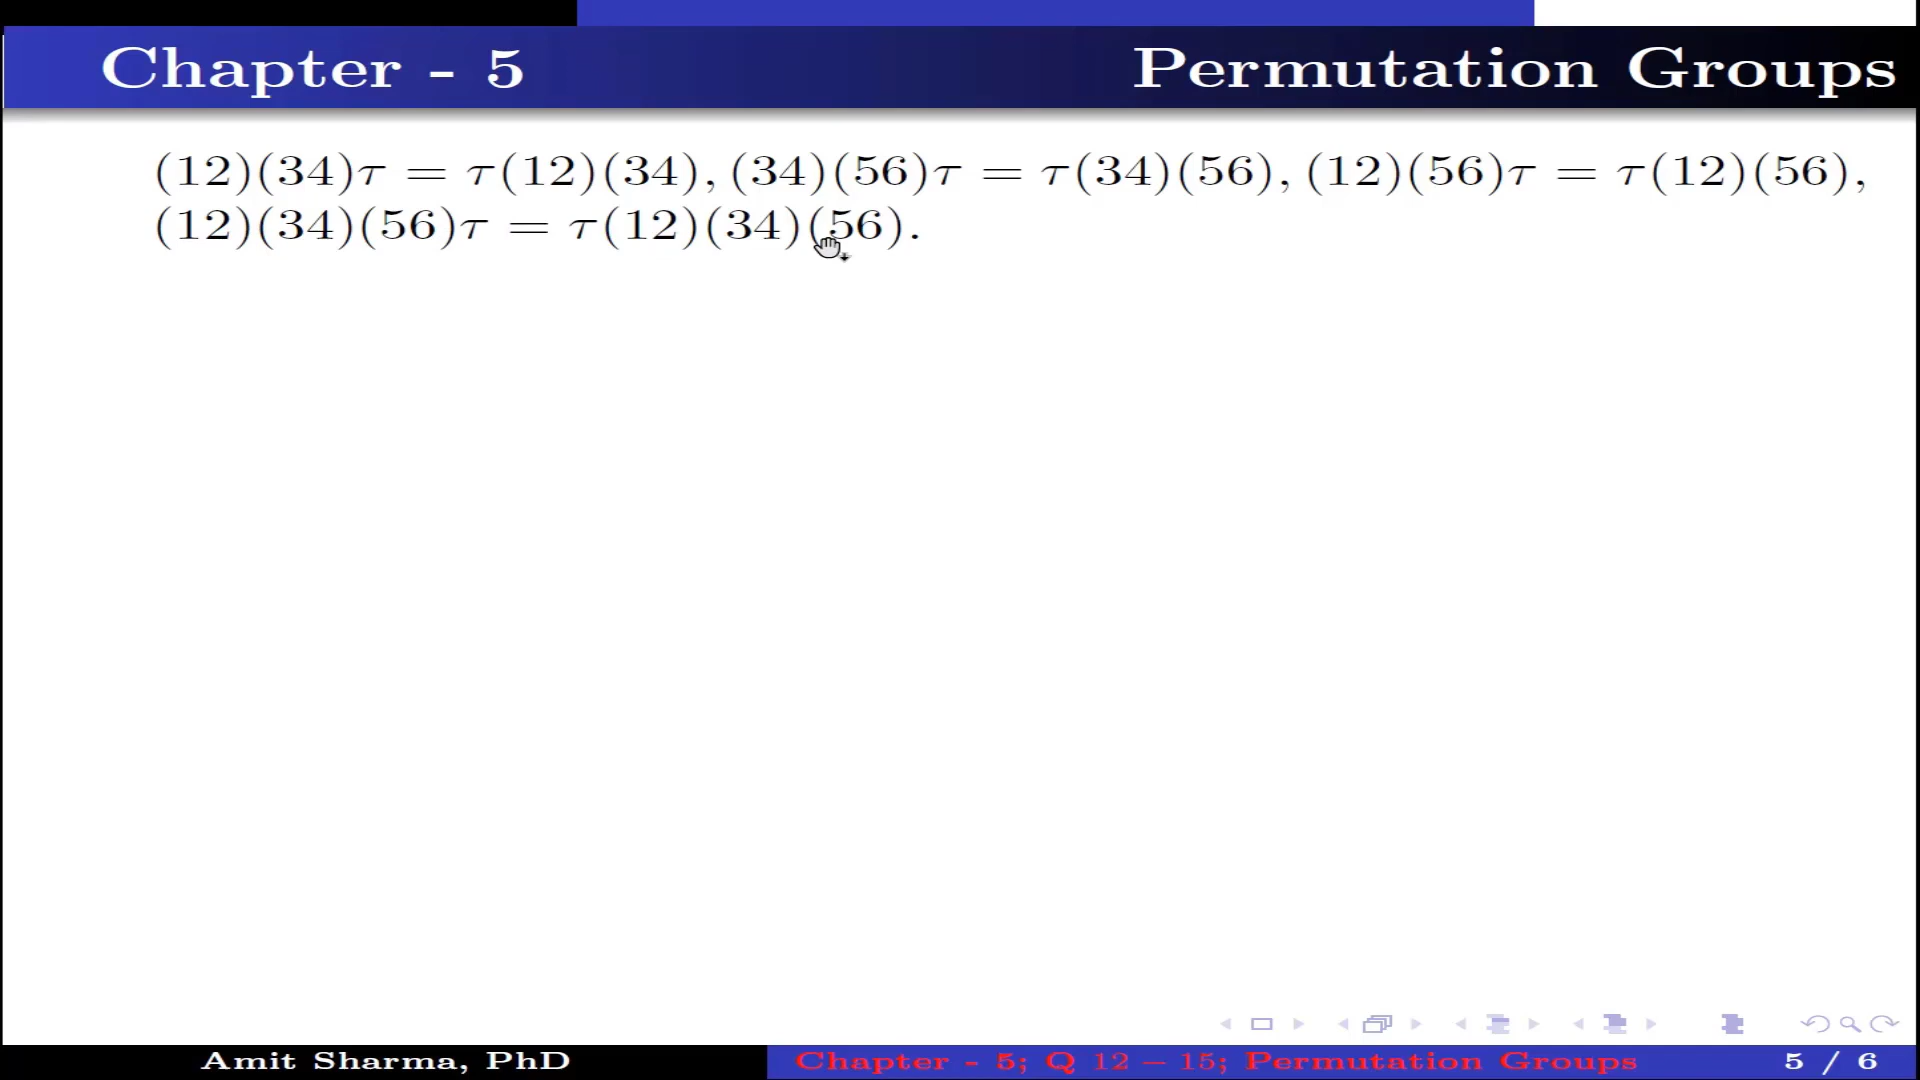 Chapter - 5 Permutation Groups
(12)(34)τ = τ(12)(34), (34)(56)τ = τ(34)(56), (12)(56)τ = τ(12)(56),
(12)(34)(56)τ = τ(12)(34)(56).
Amit Sharma, PhD Chapter - 5; Q 12 – 15; Permutation Groups 5 / 6